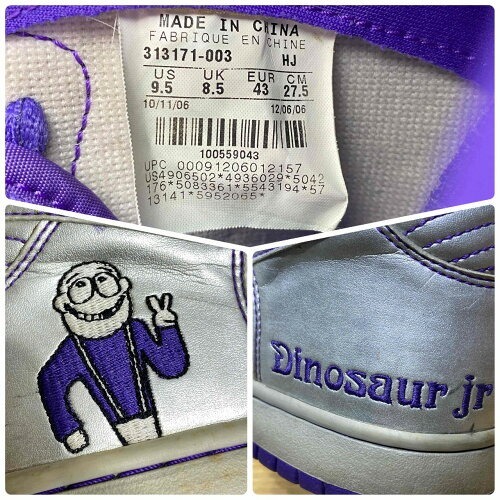 MADE IN CHINA
FABRIQUE EN CHINE
313171-003 HJ
US UK EUR CM
9.5 8.5 43 27.5
10/11/06 12/06/06
100559043
UPC 00091206012157
US4906502*4936029*5042
176*5083361*5543194*57
13141*5952065*
Dinosaur jr